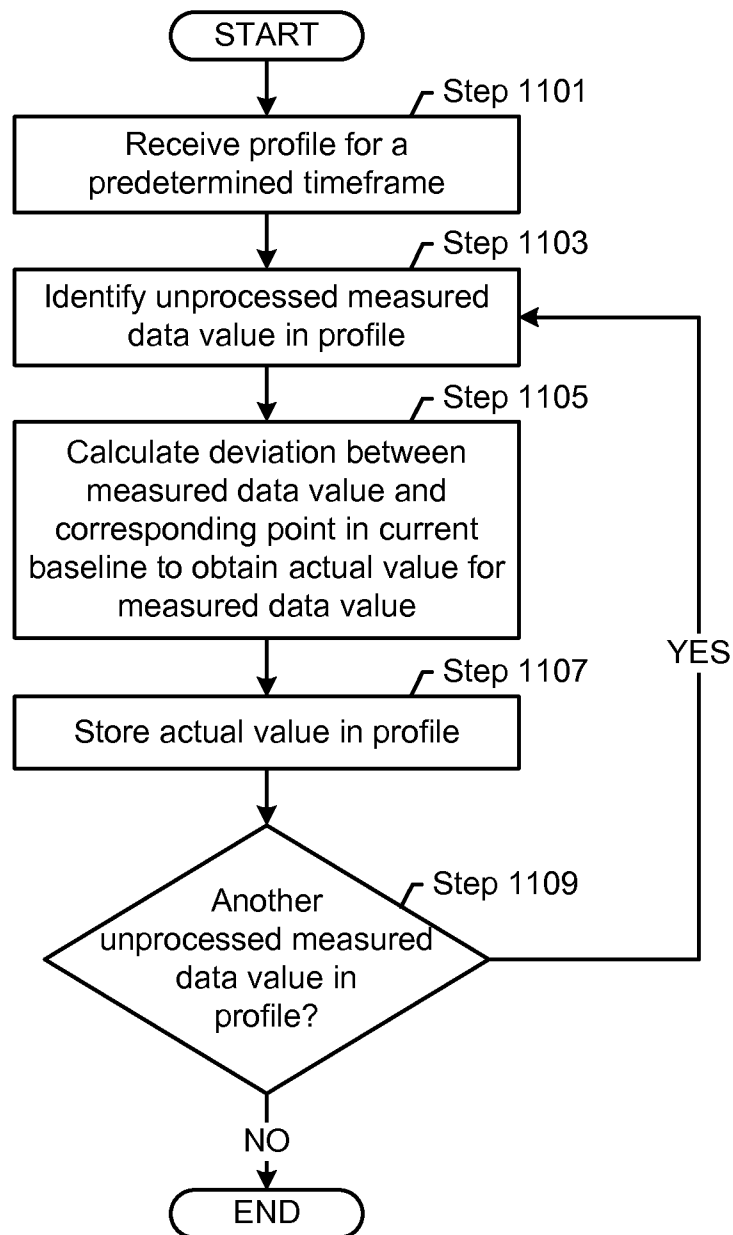 START
Step 1101
Receive profile for a
predetermined timeframe
Step 1103
Identify unprocessed measured
data value in profile
Step 1105
Calculate deviation between
measured data value and
corresponding point in current
baseline to obtain actual value for
measured data value
Step 1107
Store actual value in profile
Step 1109
Another
unprocessed measured
data value in
profile?
YES
NO
END